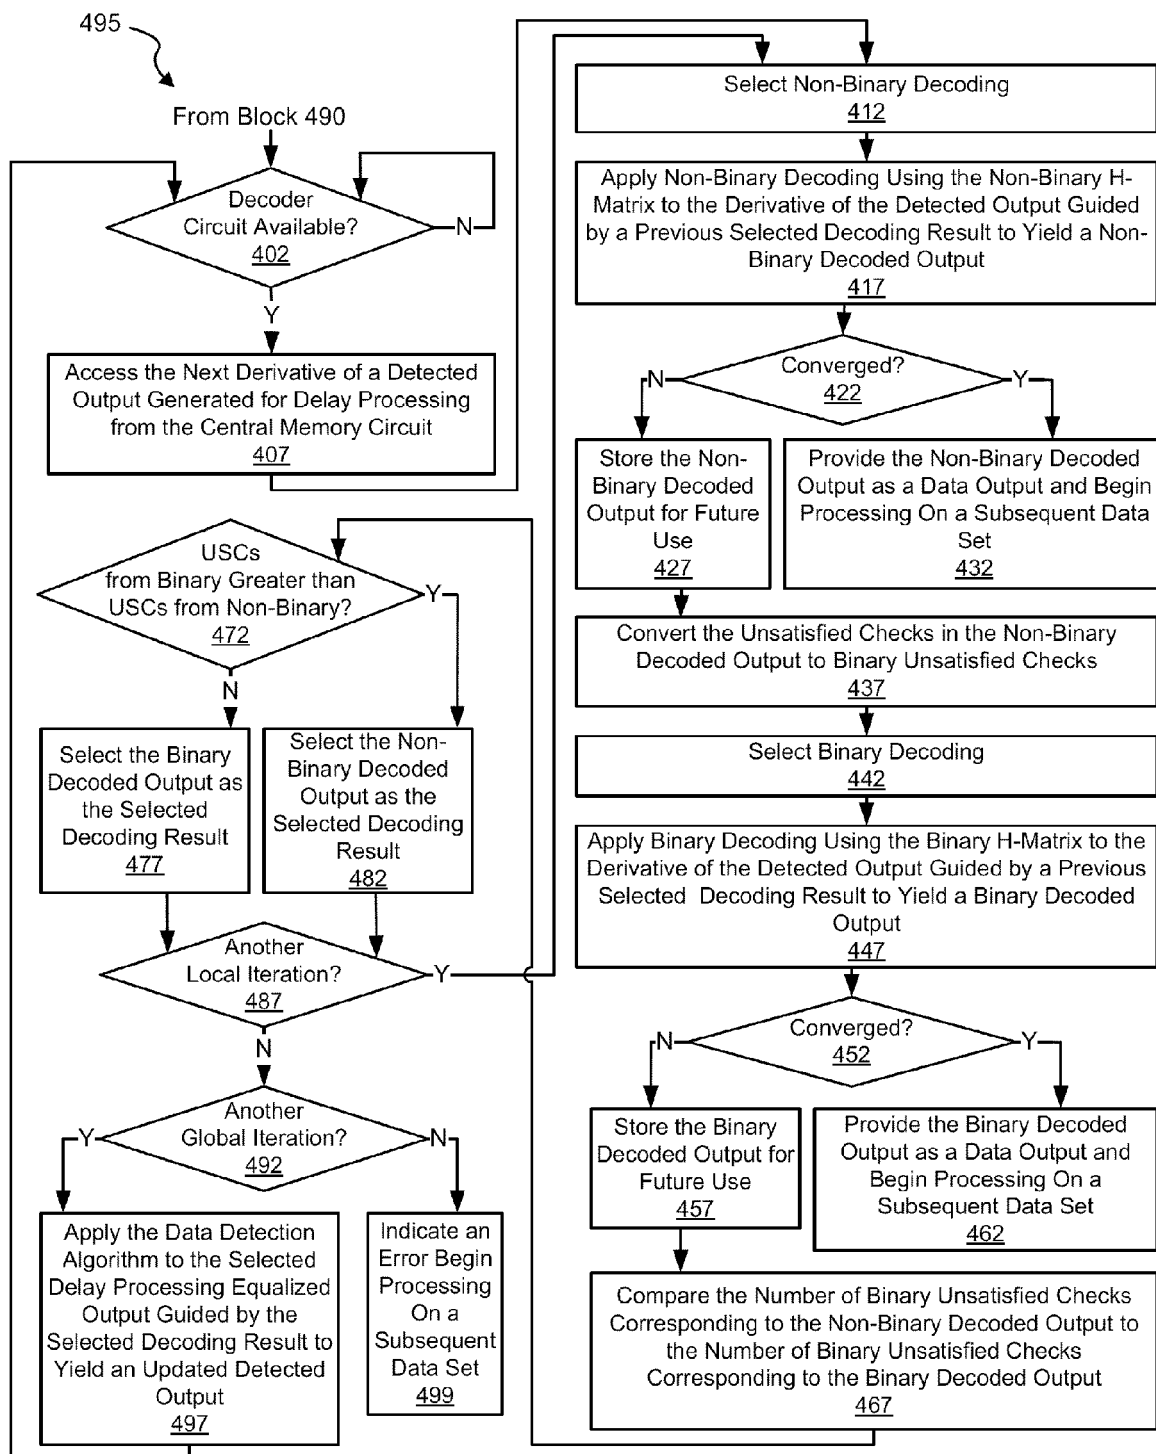 495
From Block 490
Decoder
Circuit Available?
402
N
Y
Access the Next Derivative of a Detected
Output Generated for Delay Processing
from the Central Memory Circuit
407
Select Non-Binary Decoding
412
Apply Non-Binary Decoding Using the Non-Binary H-
Matrix to the Derivative of the Detected Output Guided
by a Previous Selected Decoding Result to Yield a Non-
Binary Decoded Output
417
Converged?
422
N
Y
Store the Non-
Binary Decoded
Output for Future
Use
427
Provide the Non-Binary Decoded
Output as a Data Output and Begin
Processing On a Subsequent Data
Set
432
Convert the Unsatisfied Checks in the Non-Binary
Decoded Output to Binary Unsatisfied Checks
437
Select Binary Decoding
442
Apply Binary Decoding Using the Binary H-Matrix to the
Derivative of the Detected Output Guided by a Previous
Selected Decoding Result to Yield a Binary Decoded
Output
447
Converged?
452
N
Y
Store the Binary
Decoded Output for
Future Use
457
Provide the Binary Decoded
Output as a Data Output and
Begin Processing On a
Subsequent Data Set
462
Compare the Number of Binary Unsatisfied Checks
Corresponding to the Non-Binary Decoded Output to
the Number of Binary Unsatisfied Checks
Corresponding to the Binary Decoded Output
467
USCs
from Binary Greater than
USCs from Non-Binary?
472
Y
N
Select the Binary
Decoded Output as
the Selected
Decoding Result
477
Select the Non-
Binary Decoded
Output as the
Selected Decoding
Result
482
Another
Local Iteration?
487
Y
N
Another
Global Iteration?
492
Y
N
Apply the Data Detection
Algorithm to the Selected
Delay Processing Equalized
Output Guided by the
Selected Decoding Result to
Yield an Updated Detected
Output
497
Indicate an
Error Begin
Processing
On a
Subsequent
Data Set
499